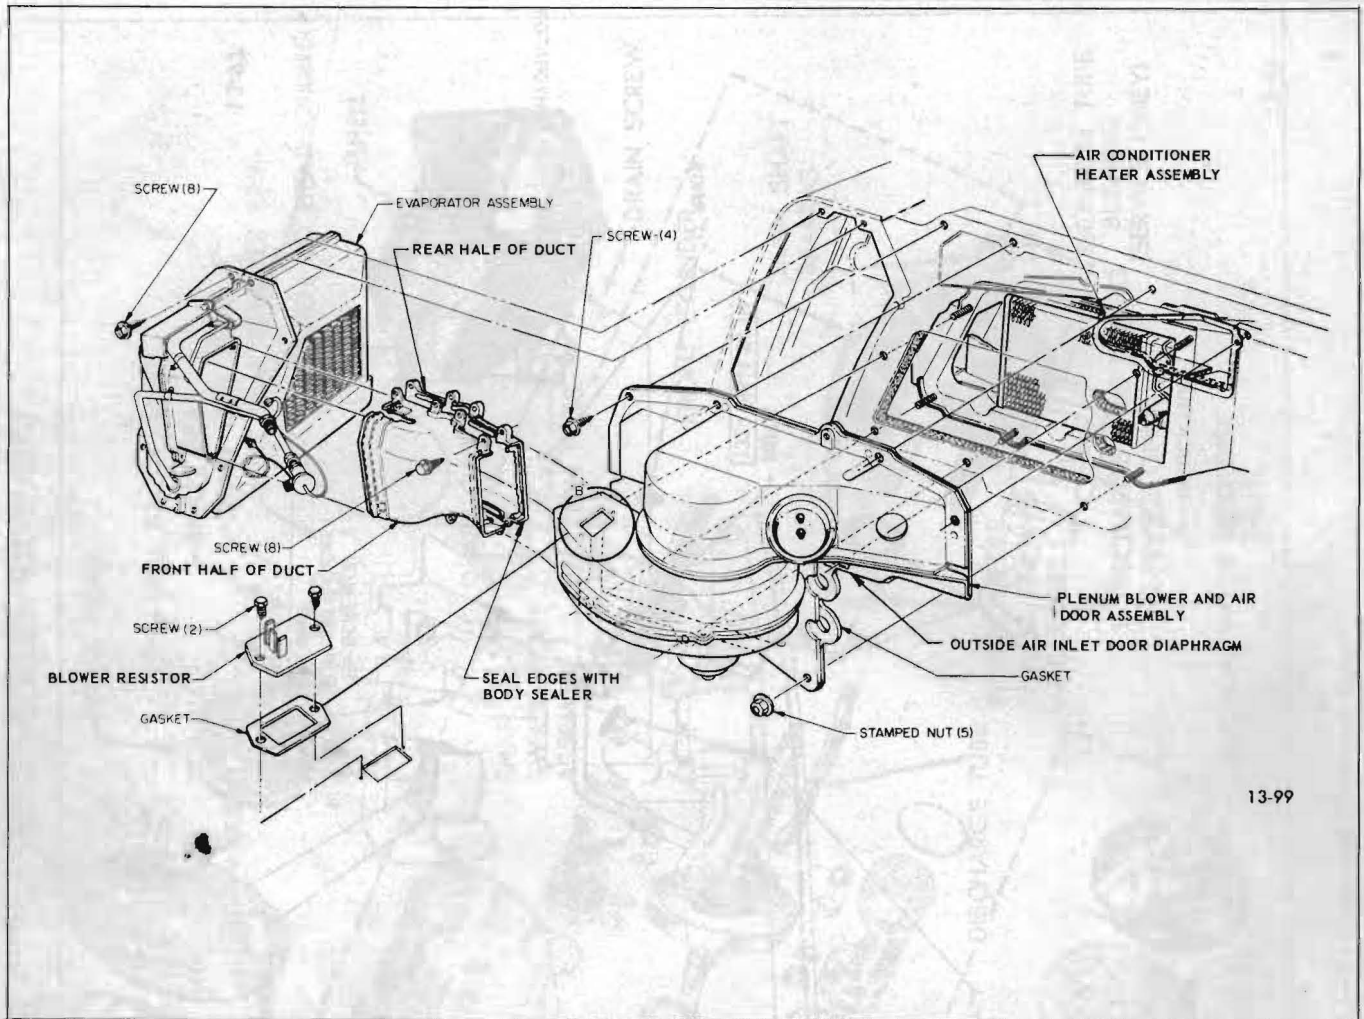 AIR CONDITIONER
HEATER ASSEMBLY
SCREW (8)
EVAPORATOR ASSEMBLY
REAR HALF OF DUCT
SCREW-(4)
B
SCREW (8)
FRONT HALF OF DUCT
SCREW (2)
BLOWER RESISTOR
GASKET
SEAL EDGES WITH
BODY SEALER
PLENUM BLOWER AND AIR
DOOR ASSEMBLY
OUTSIDE AIR INLET DOOR DIAPHRAGM
GASKET
STAMPED NUT (5)
13-99